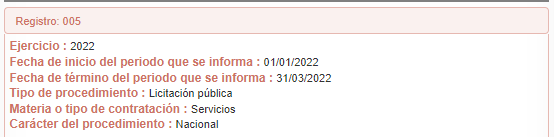 Registro: 005
Ejercicio : 2022
Fecha de inicio del periodo que se informa : 01/01/2022
Fecha de término del periodo que se informa : 31/03/2022
Tipo de procedimiento : Licitación pública
Materia o tipo de contratación : Servicios
Carácter del procedimiento : Nacional